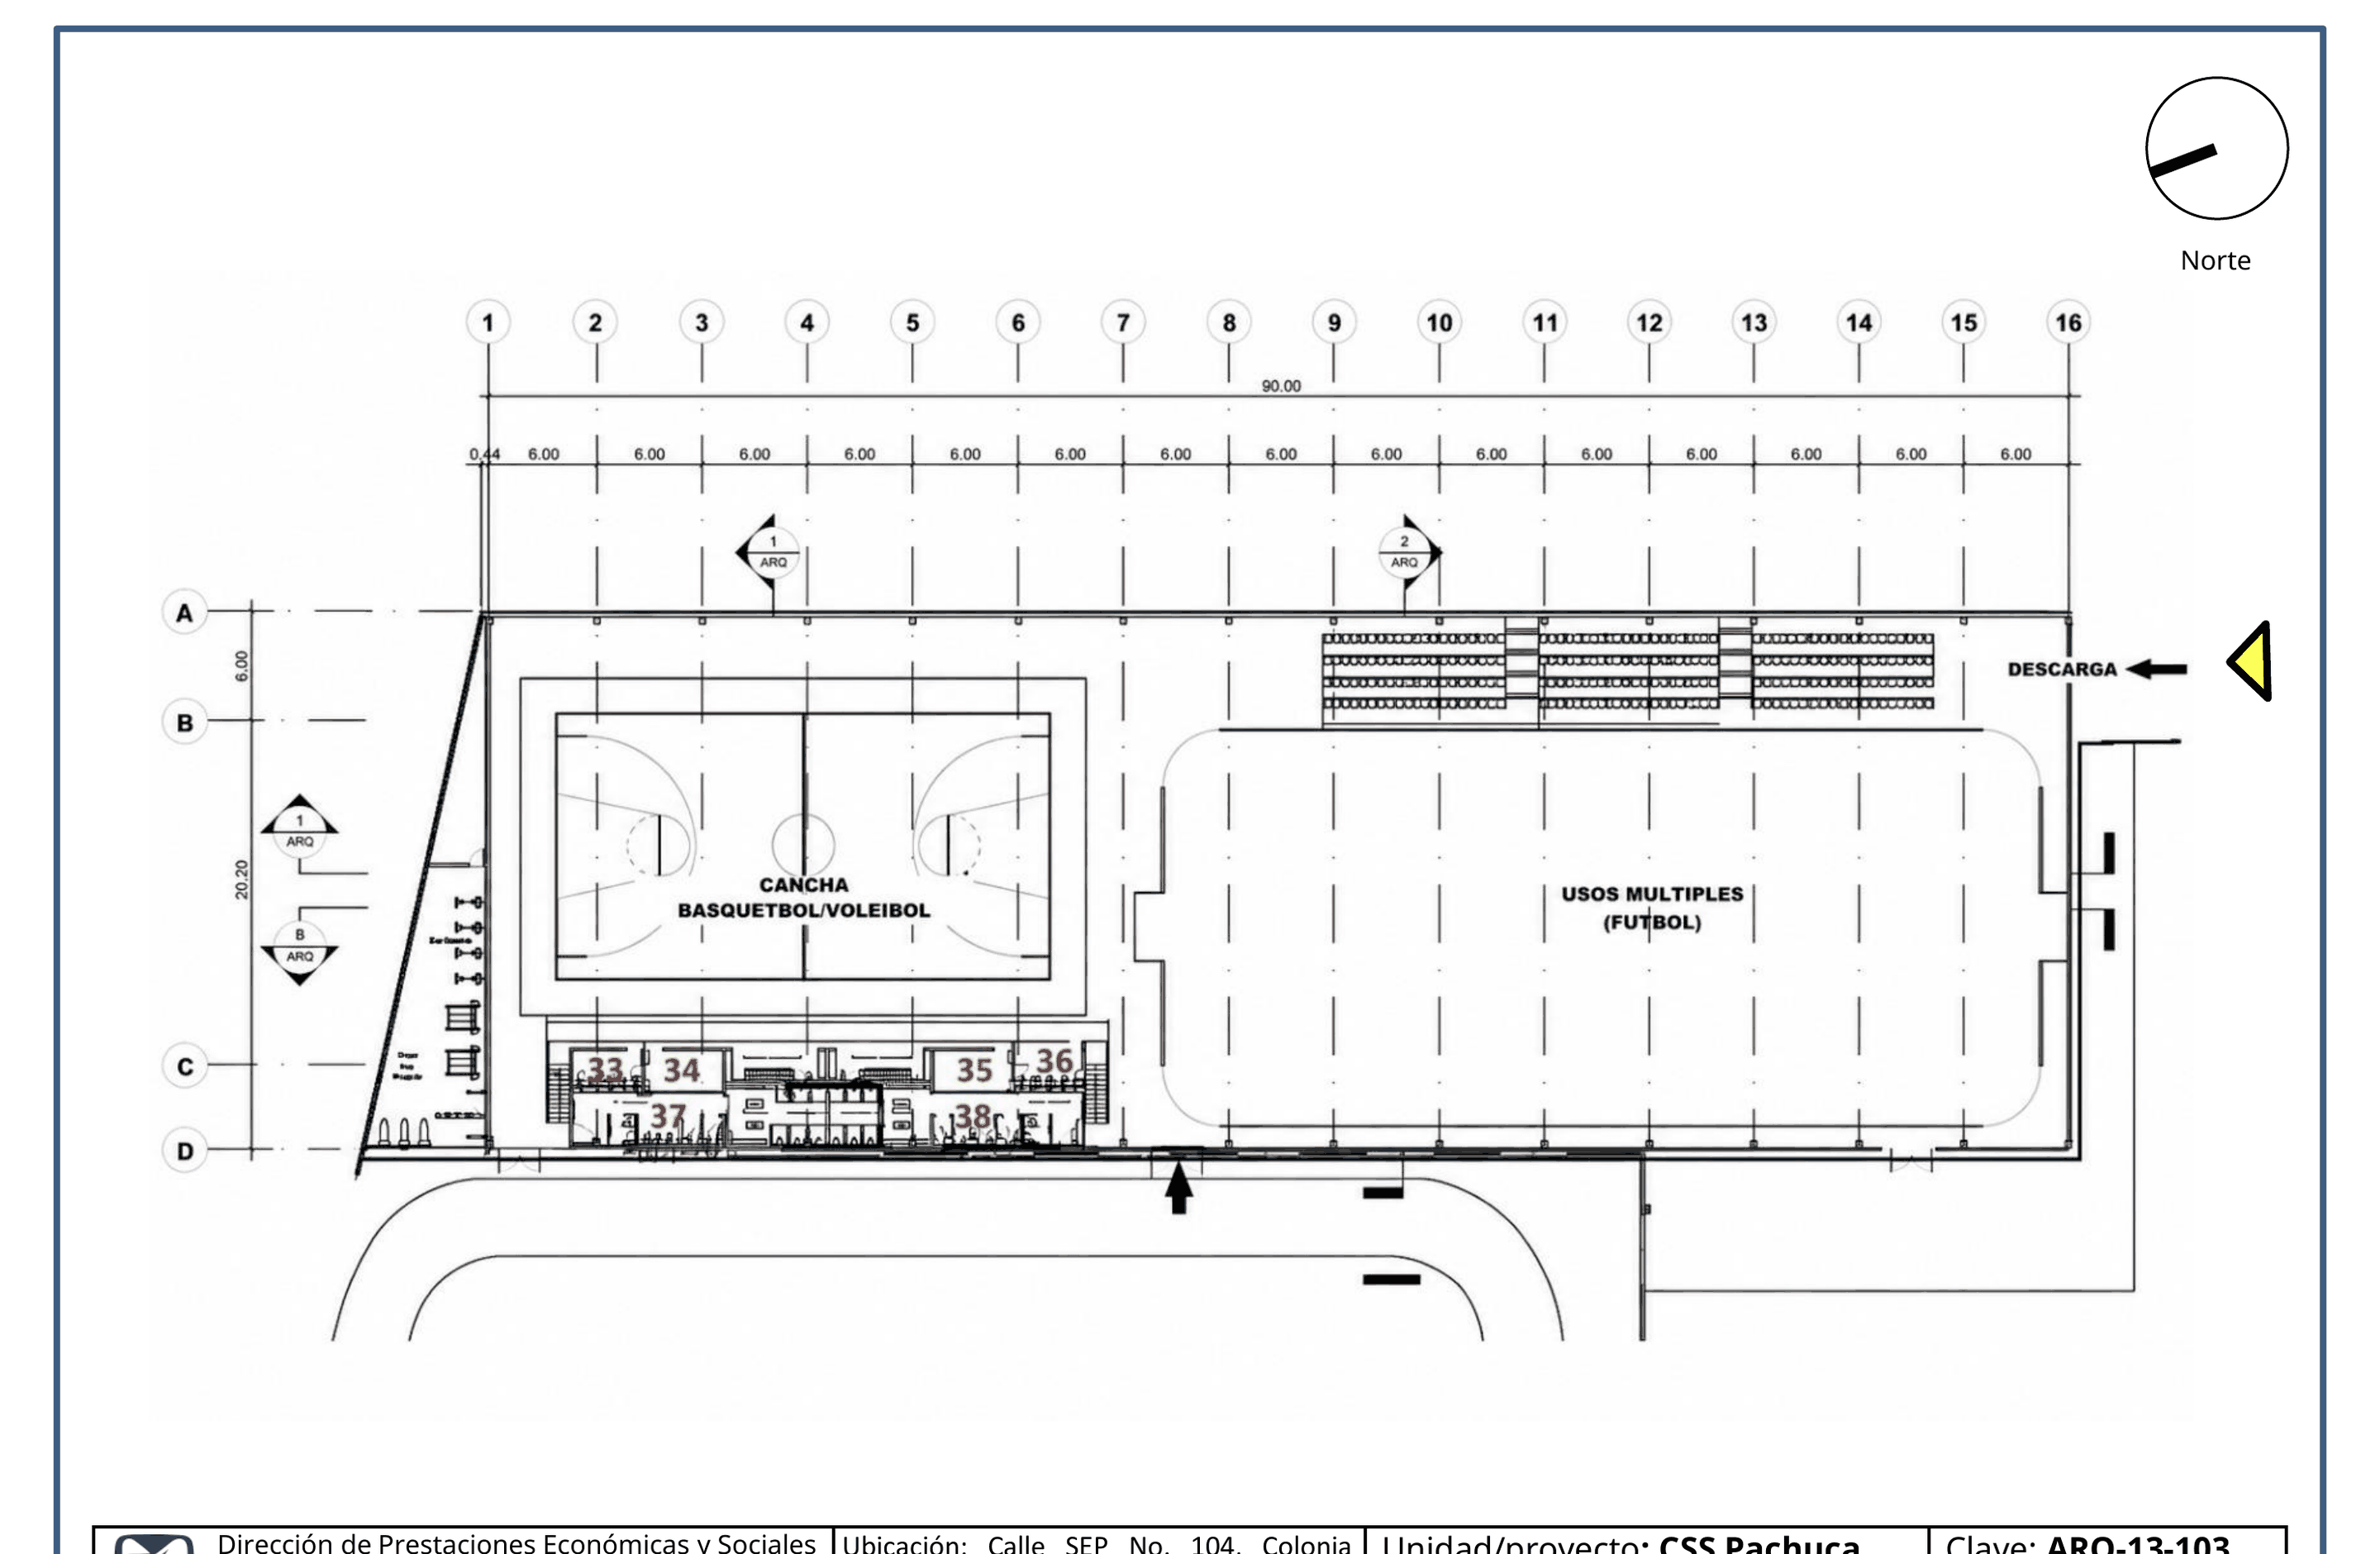 Norte
1 2 3 4 5 6 7 8 9 10 11 12 13 14 15 16
90.00
0.44 6.00 6.00 6.00 6.00 6.00 6.00 6.00 6.00 6.00 6.00 6.00 6.00 6.00 6.00 6.00
1
ARQ
2
ARQ
A
6.00
DESCARGA
B
1
ARQ
20.20
CANCHA
BASQUETBOL/VOLEIBOL
USOS MULTIPLES
(FUTBOL)
B
ARQ
C
33 34 35 36
37 38
D
Dirección de Prestaciones Económicas y Sociales
Ubicación: Calle SEP No. 104, Colonia
Unidad/proyecto: CSS Pachuca
Clave: ARQ-13-103